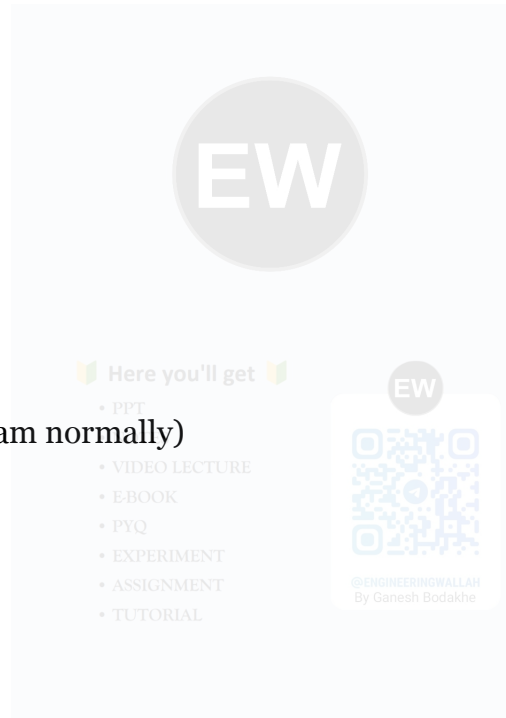 EW
Here you'll get
EW
• PPT
am normally)
• VIDEO LECTURE
• E-BOOK
• PYQ
• EXPERIMENT
• ASSIGNMENT
@ENGINEERINGWALLAH
By Ganesh Bodakhe
• TUTORIAL